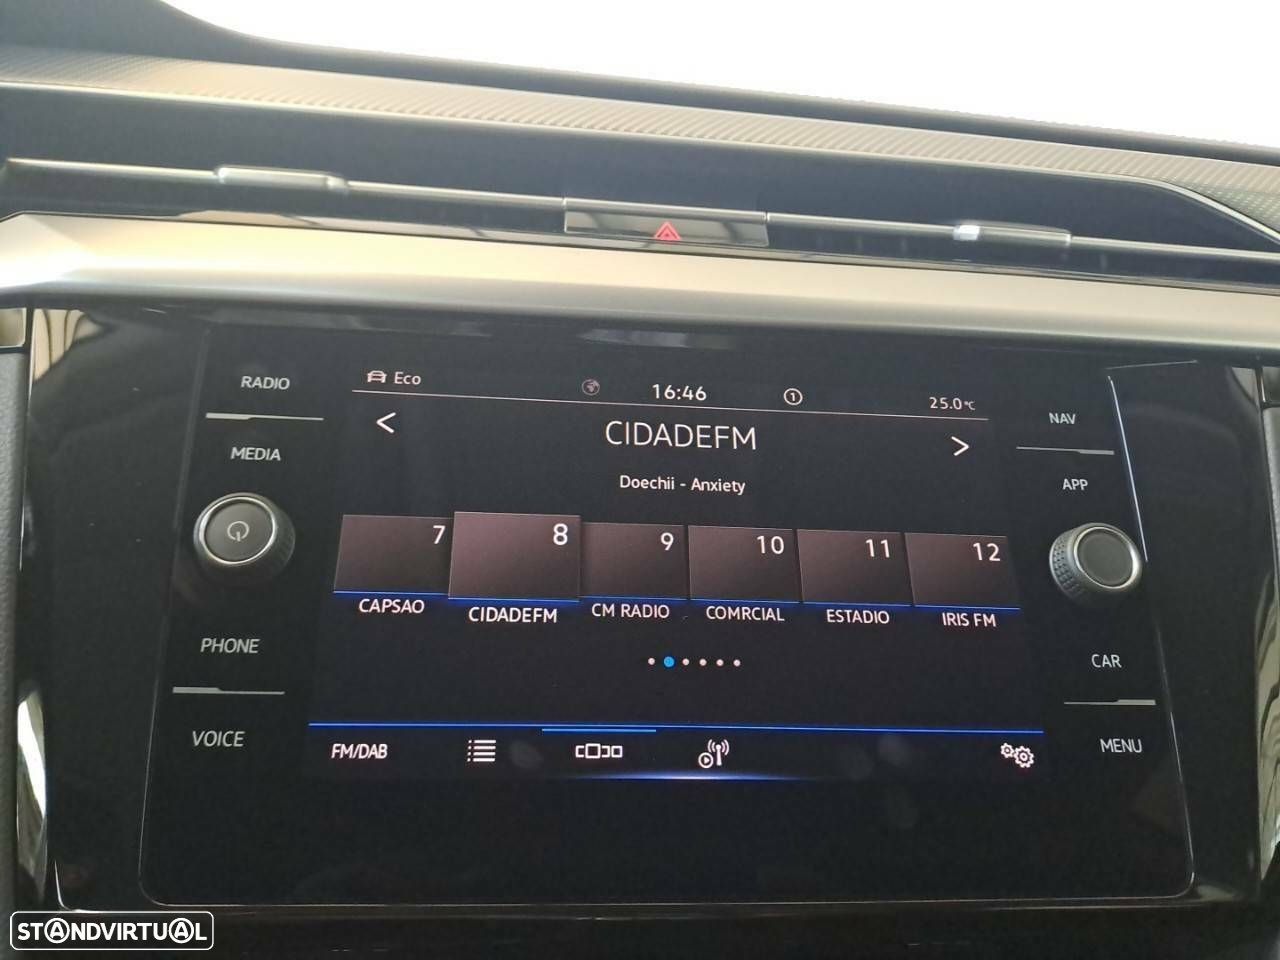 RADIO
MEDIA
PHONE
VOICE
Eco
16:46
1
25.0°C
<
CIDADEFM
>
Doechii - Anxiety
7 8 9 10 11 12
CAPSAO CIDADEFM CM RADIO COMRCIAL ESTADIO IRIS FM
FM/DAB
NAV
APP
CAR
MENU
STANDVIRTUAL